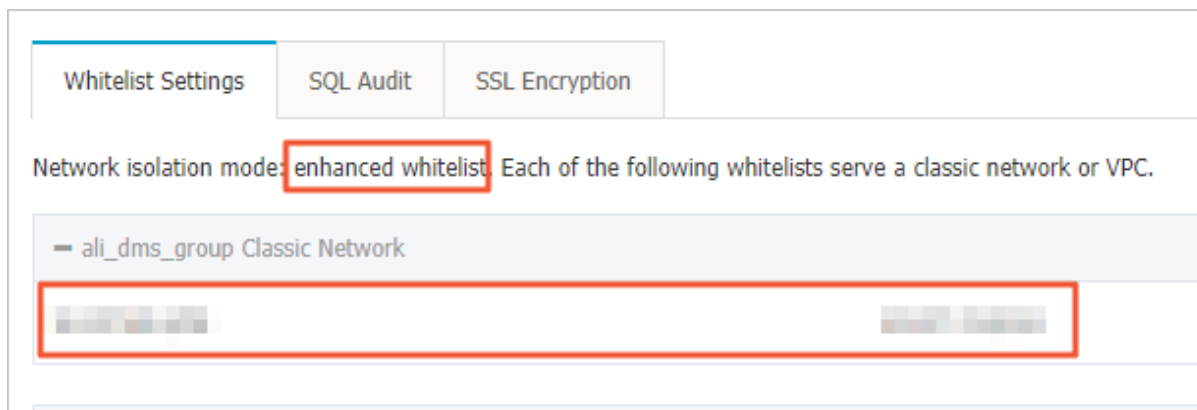 Whitelist Settings SQL Audit SSL Encryption
Network isolation mode: enhanced whitelist. Each of the following whitelists serve a classic network or VPC.
ali_dms_group Classic Network